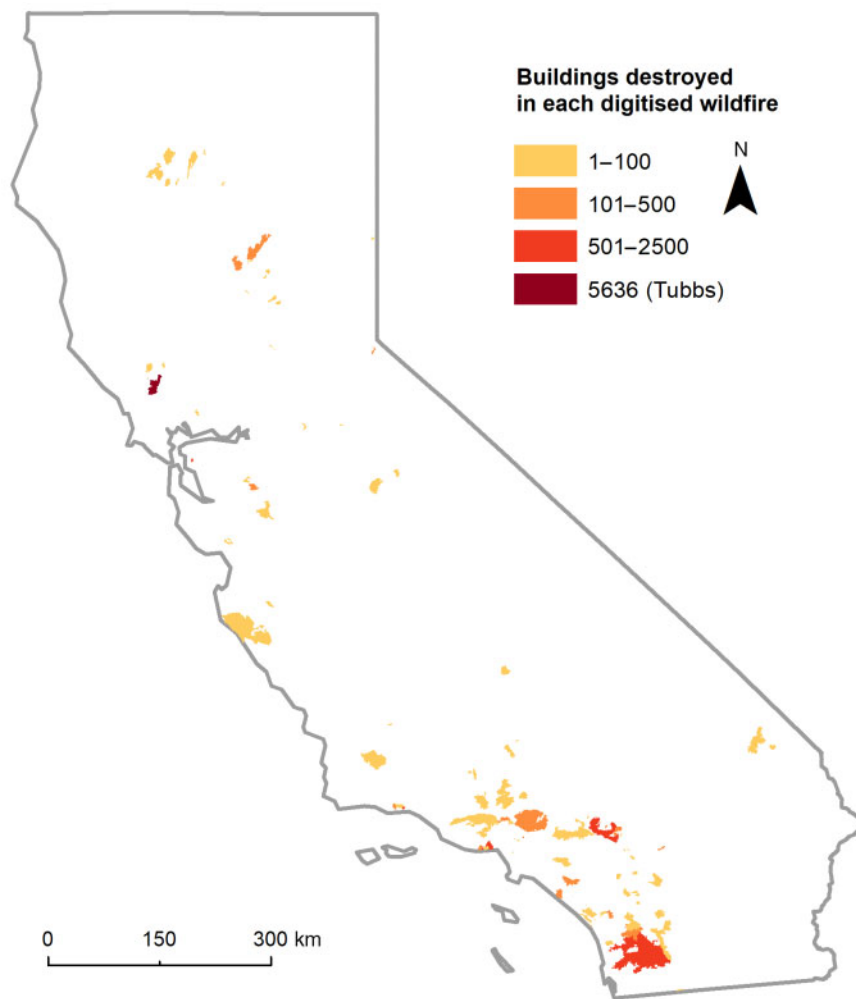 Buildings destroyed
in each digitised wildfire
1–100
N
101–500
501–2500
5636 (Tubbs)
0 150 300 km